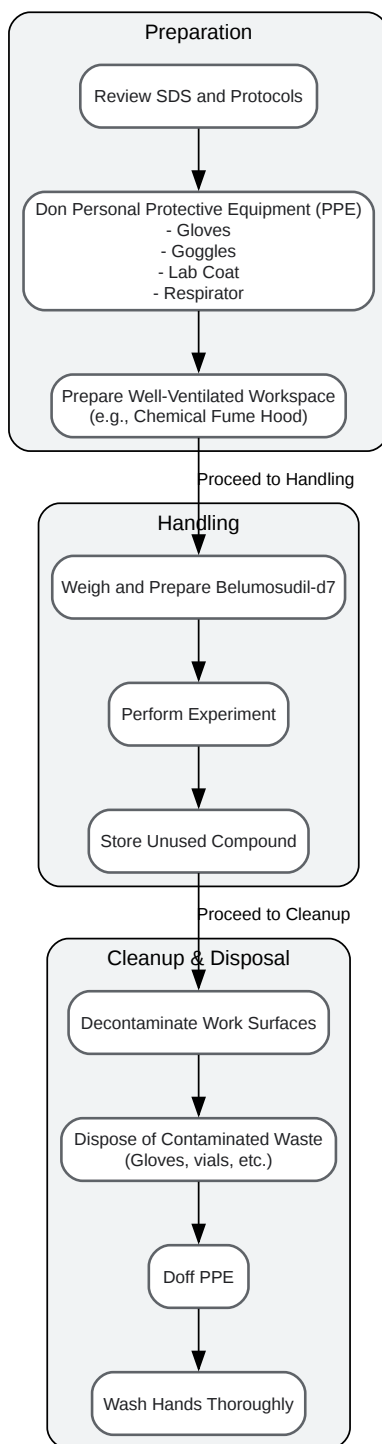 Preparation
Review SDS and Protocols
Don Personal Protective Equipment (PPE)
- Gloves
- Goggles
- Lab Coat
- Respirator
Prepare Well-Ventilated Workspace
(e.g., Chemical Fume Hood)
Proceed to Handling
Handling
Weigh and Prepare Belumosudil-d7
Perform Experiment
Store Unused Compound
Proceed to Cleanup
Cleanup & Disposal
Decontaminate Work Surfaces
Dispose of Contaminated Waste
(Gloves, vials, etc.)
Doff PPE
Wash Hands Thoroughly